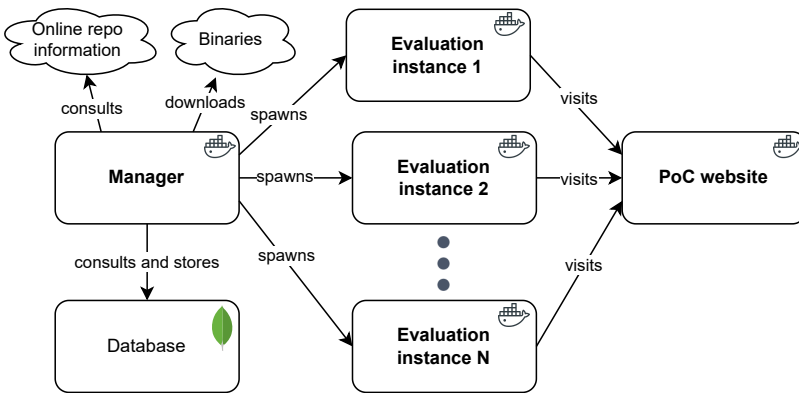 Online repo
information
Binaries
Evaluation
instance 1
consults
downloads
spawns
visits
Manager
spawns
Evaluation
instance 2
visits
PoC website
consults and stores
spawns
visits
Database
Evaluation
instance N